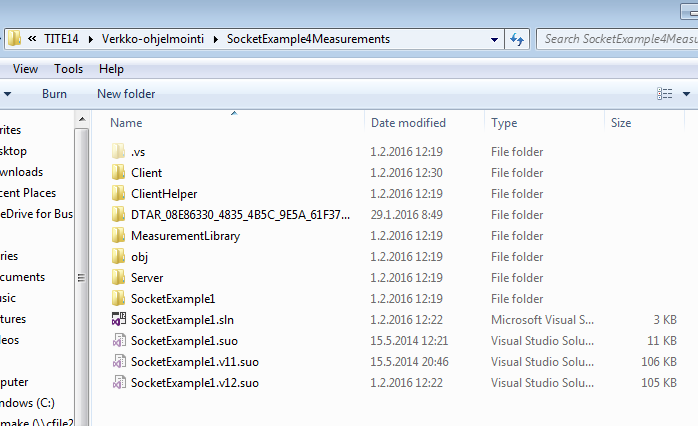 « TITE14 ▸ Verkko-ohjelmointi ▸ SocketExample4Measurements
Search SocketExample4Measu
View Tools Help
Burn New folder
Name Date modified Type Size
.vs 1.2.2016 12:19 File folder
Client 1.2.2016 12:30 File folder
ClientHelper 1.2.2016 12:19 File folder
DTAR_08E86330_4835_4B5C_9E5A_61F37... 29.1.2016 8:49 File folder
MeasurementLibrary 1.2.2016 12:19 File folder
obj 1.2.2016 12:19 File folder
Server 1.2.2016 12:19 File folder
SocketExample1 1.2.2016 12:19 File folder
SocketExample1.sln 1.2.2016 12:22 Microsoft Visual S... 3 KB
SocketExample1.suo 15.5.2014 12:21 Visual Studio Solu... 11 KB
SocketExample1.v11.suo 15.5.2014 20:46 Visual Studio Solu... 106 KB
SocketExample1.v12.suo 1.2.2016 12:22 Visual Studio Solu... 105 KB
rites
sktop
wnloads
cent Places
eDrive for Bus
ries
cuments
usic
tures
leos
puter
ndows (C:)
make (\\cfile2